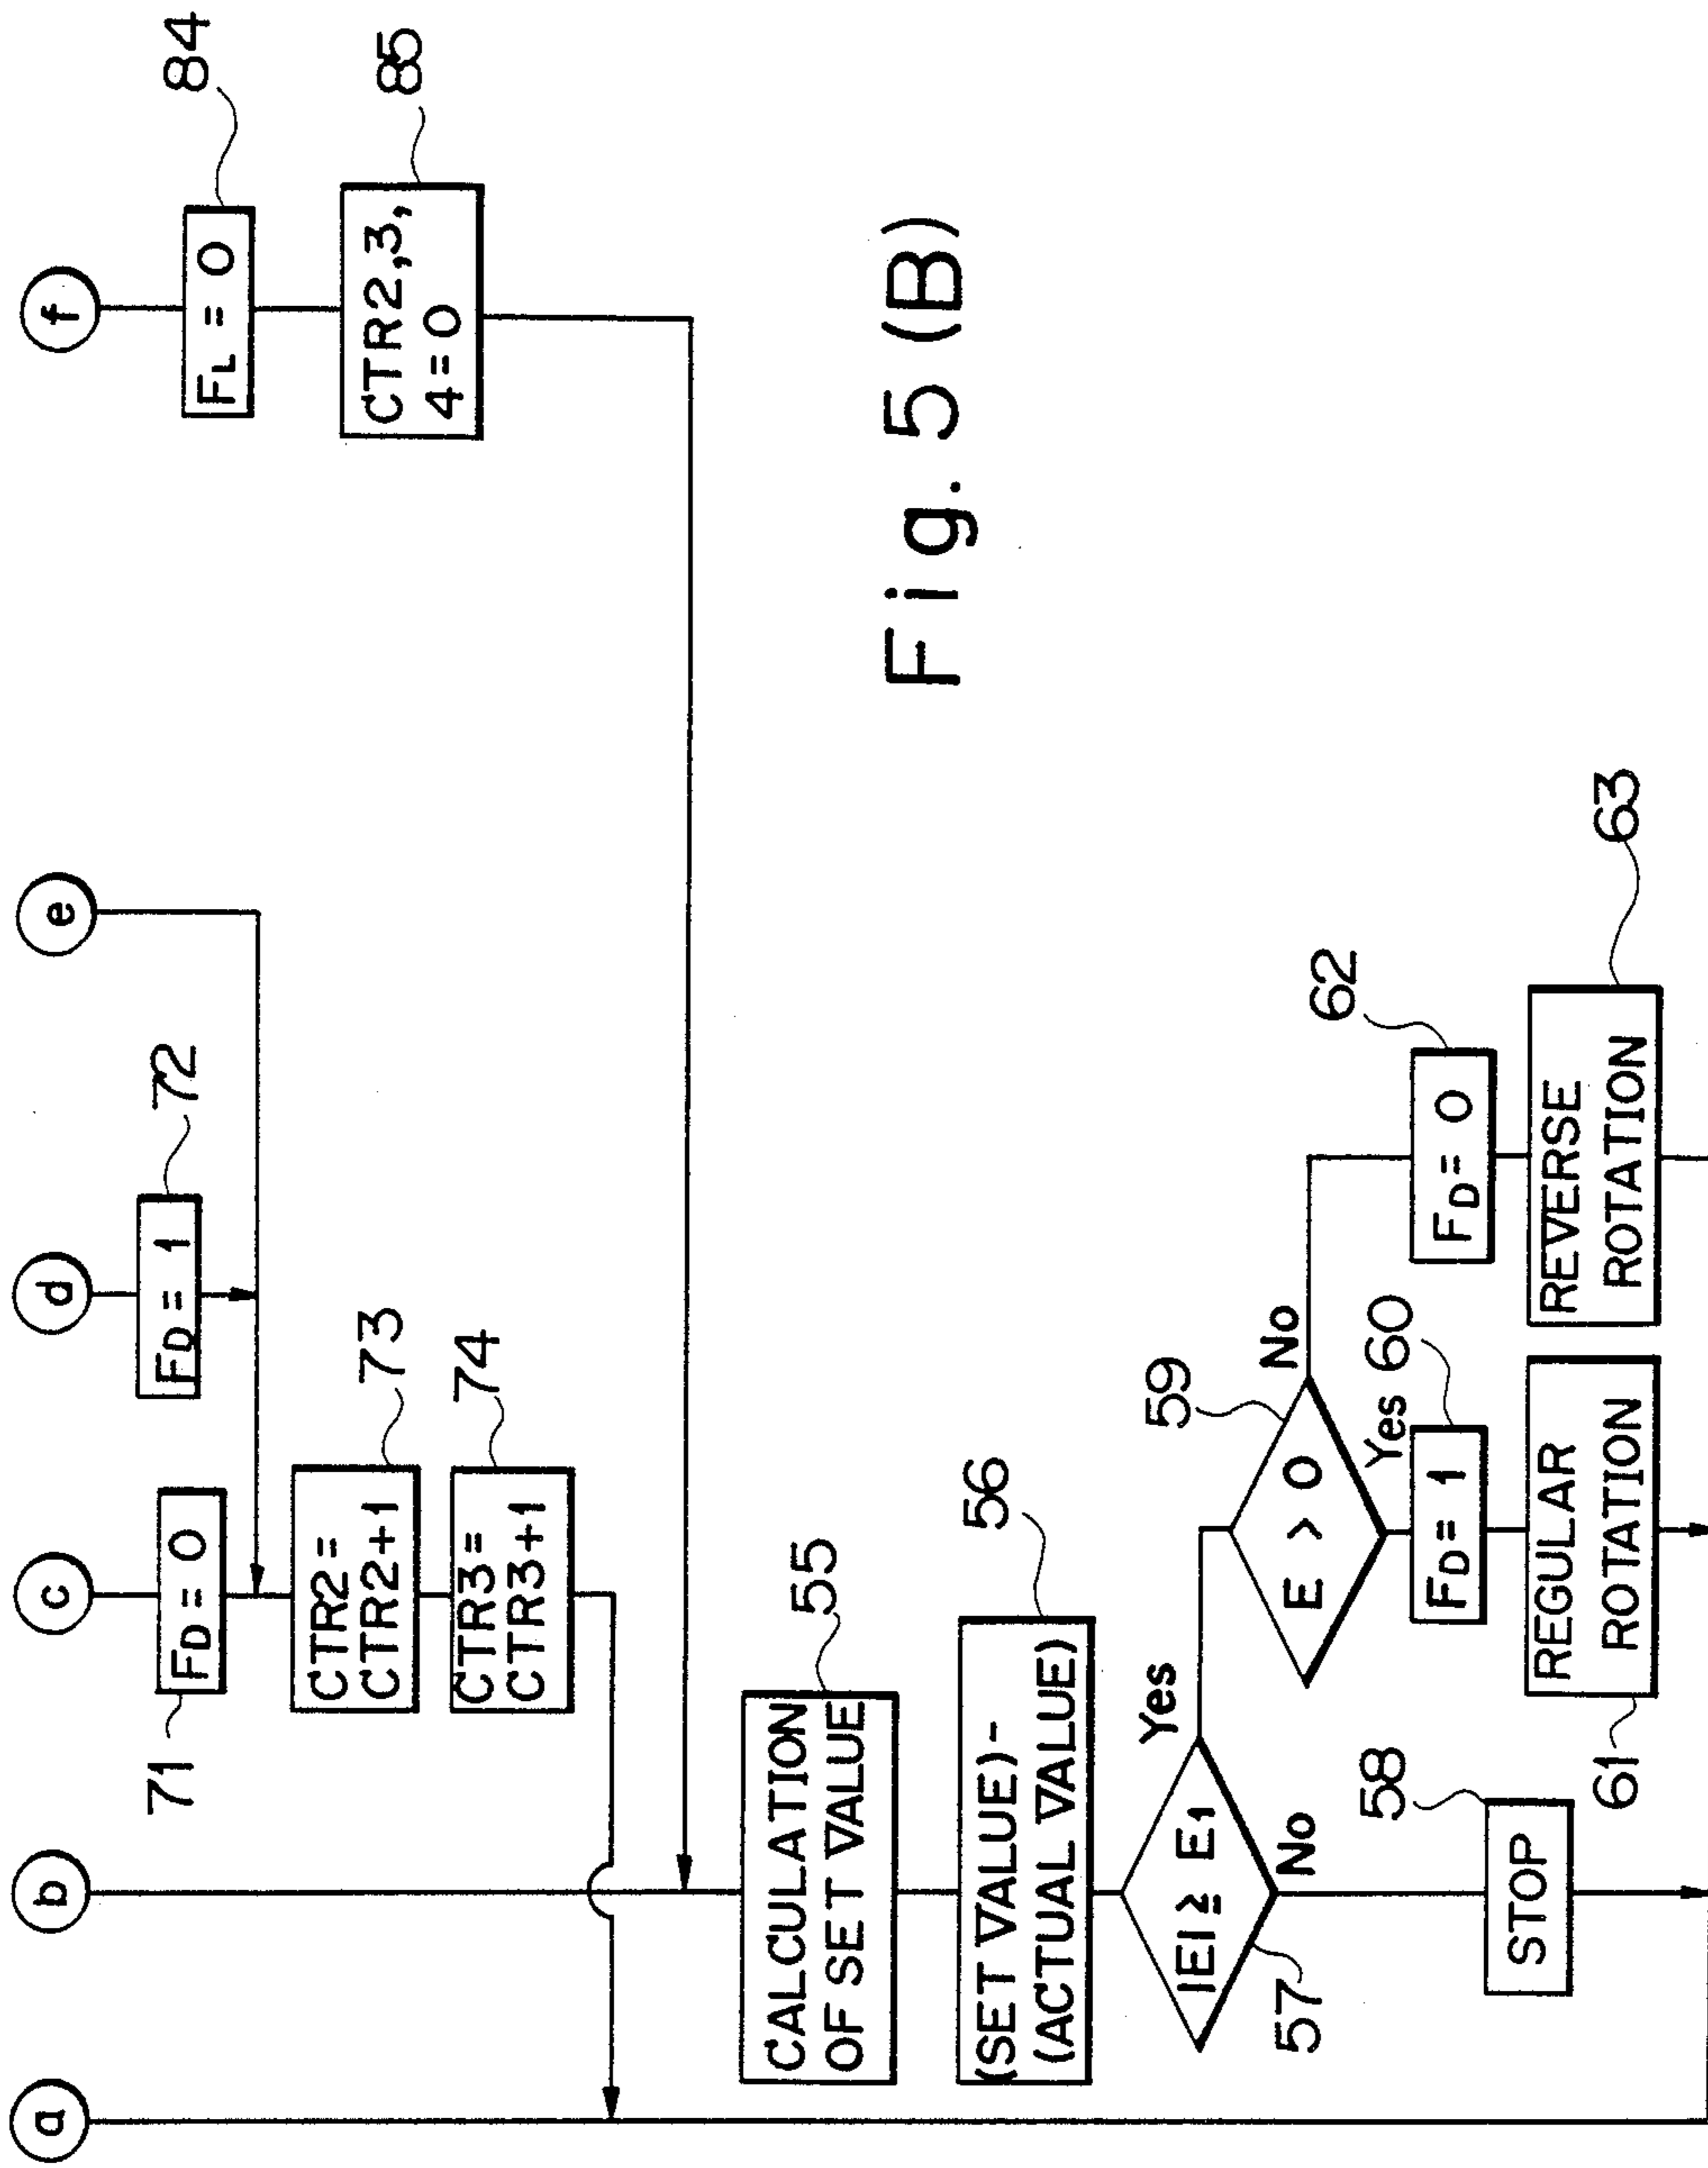 a
b
c
d
e
f
71
FD = 0
FD = 1
72
FL = 0
84
CTR2=
CTR2+1
73
CTR3=
CTR3+1
74
CTR2,3,
4=0
85
CALCULATION
OF SET VALUE
55
(SET VALUE)-
(ACTUAL VALUE)
56
|E| ≧ E1
57
Yes
No
E > 0
59
Yes
No
STOP
58
FD = 1
60
REGULAR
ROTATION
61
FD = 0
62
REVERSE
ROTATION
63
Fig. 5 (B)